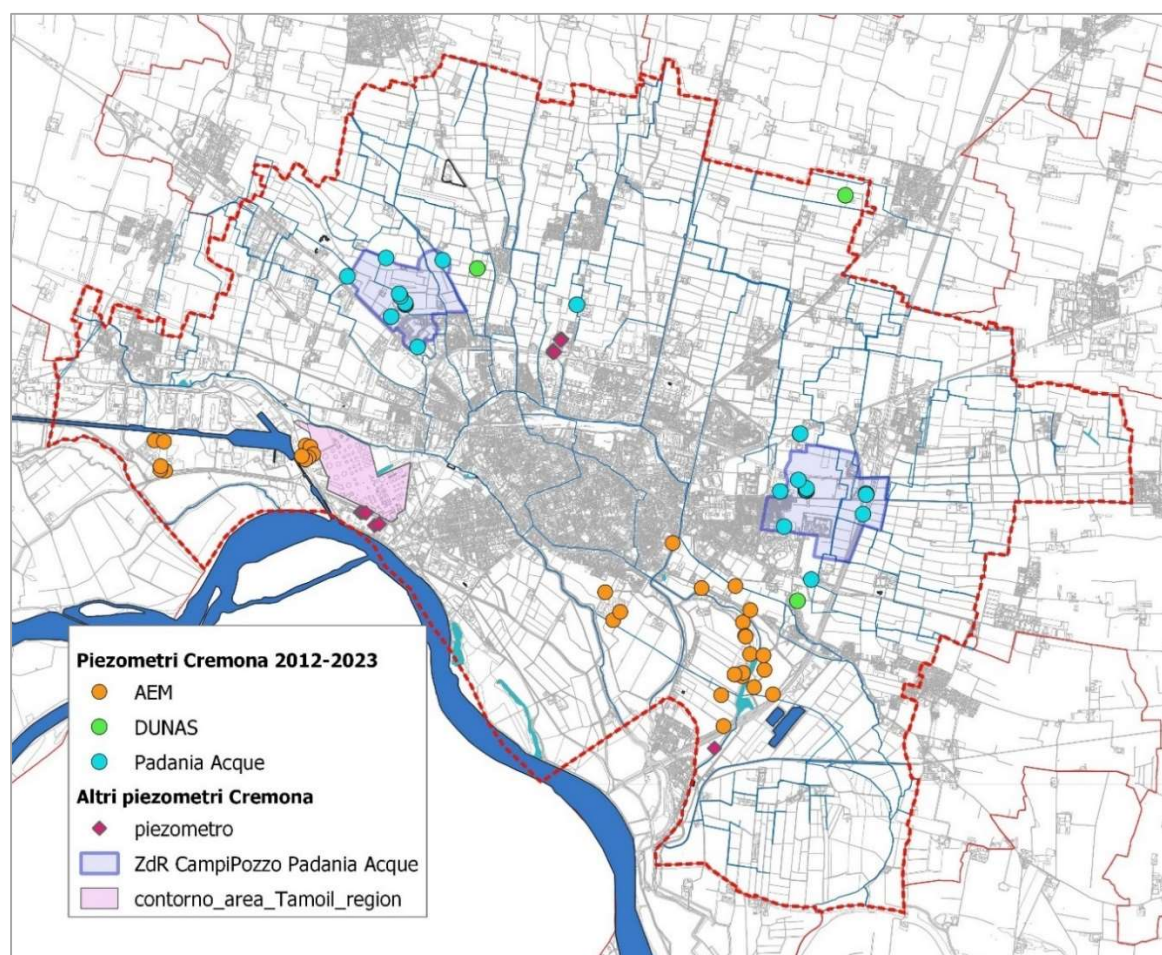 Piezometri Cremona 2012-2023
AEM
DUNAS
Padania Acque
Altri piezometri Cremona
piezometro
ZdR CampiPozzo Padania Acque
contorno_area_Tamoil_region